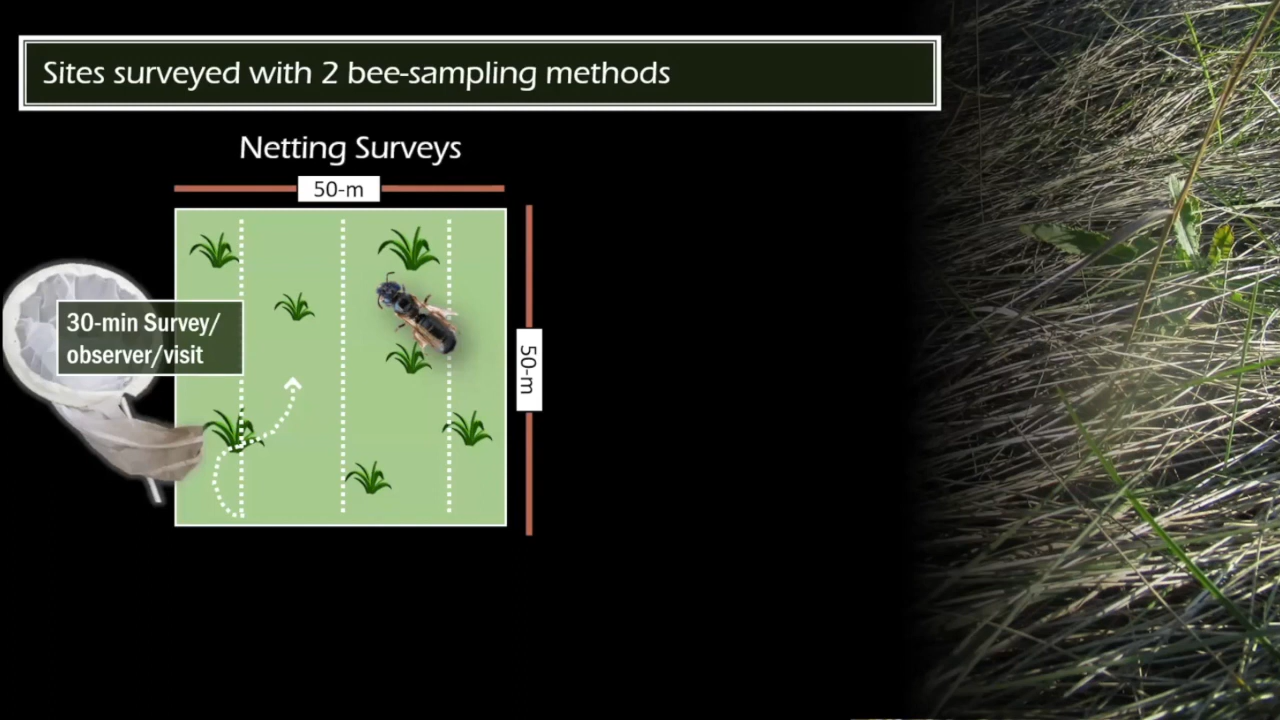 Sites surveyed with 2 bee-sampling methods
Netting Surveys
50-m
50-m
30-min Survey/
observer/visit